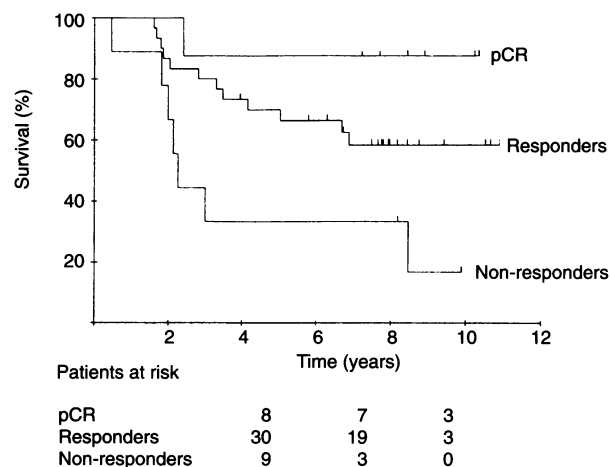 Survival (%)
100
80
60
40
20
pCR
Responders
Non-responders
2 4 6 8 10 12
Time (years)
Patients at risk
pCR 8 7 3
Responders 30 19 3
Non-responders 9 3 0